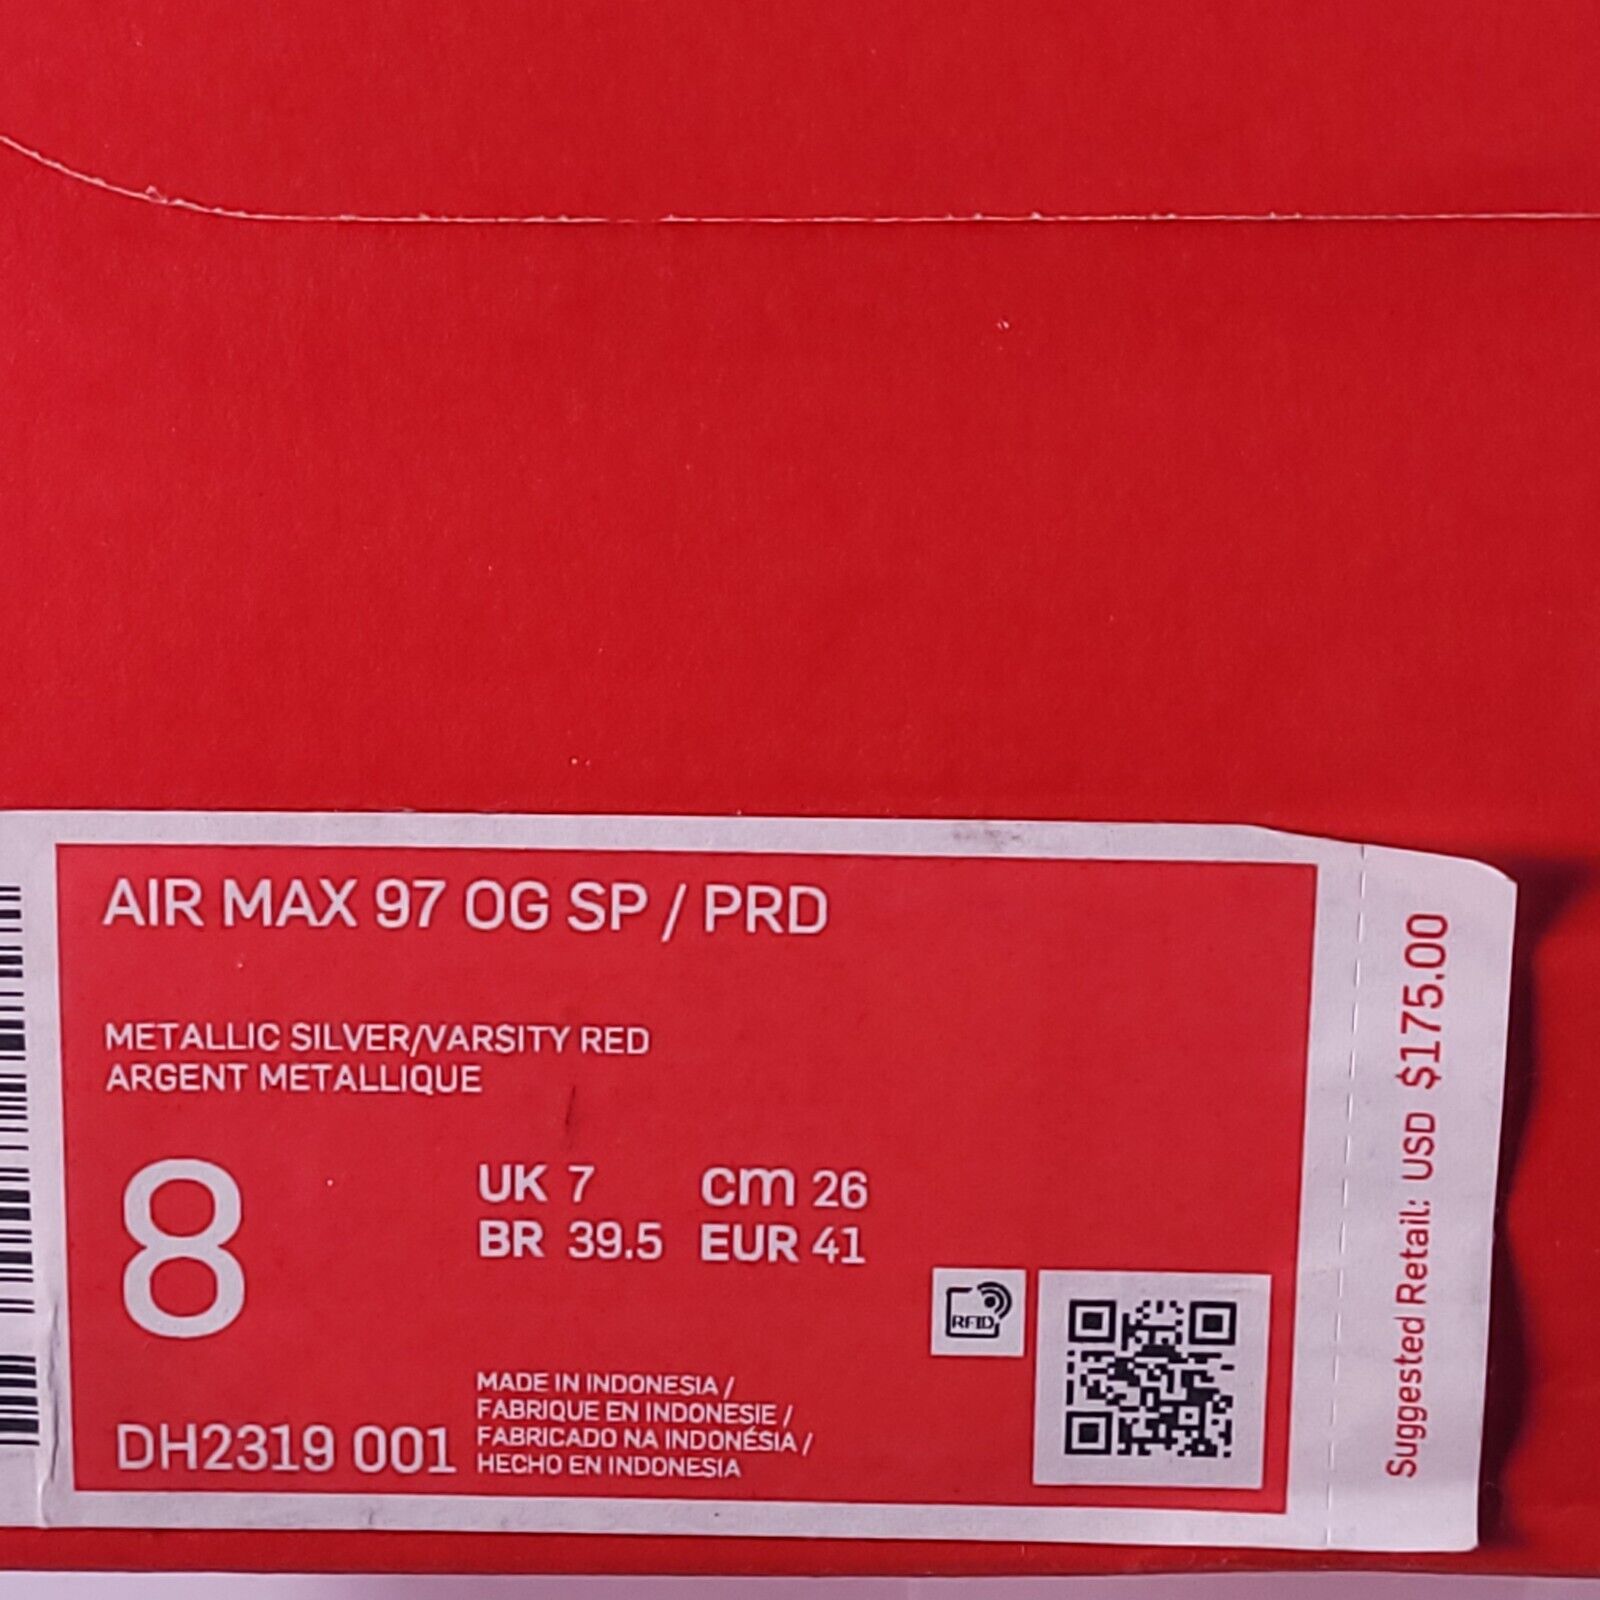 AIR MAX 97 OG SP / PRD
METALLIC SILVER/VARSITY RED
ARGENT METALLIQUE
8
UK 7
cm 26
BR 39.5
EUR 41
RFID
DH2319 001
MADE IN INDONESIA /
FABRIQUE EN INDONESIE /
FABRICADO NA INDONÉSIA /
HECHO EN INDONESIA
Suggested Retail: USD $175.00